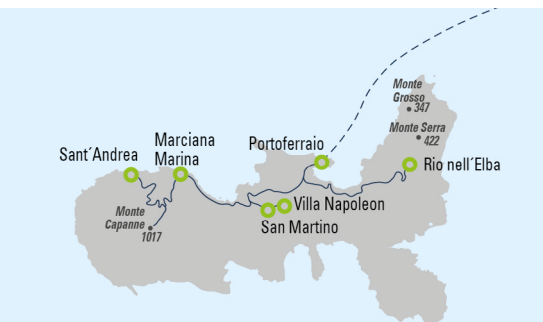 Monte
Grosso
347
Monte Serra
422
Portoferraio
Marciana
Marina
Sant´Andrea
Rio nell´Elba
Villa Napoleon
San Martino
Monte
Capanne
1017